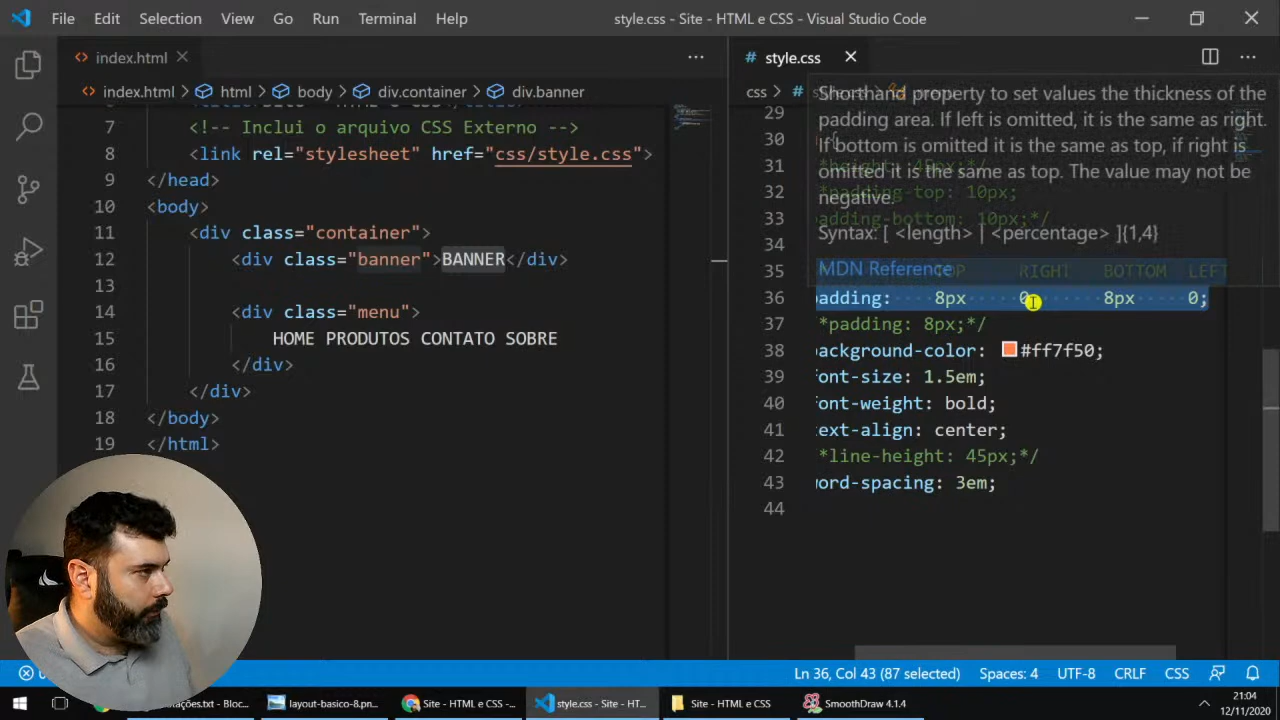 File Edit Selection View Go Run Terminal Help
style.css - Site - HTML e CSS - Visual Studio Code
index.html
index.html html body div.container div.banner
7 <!-- Inclui o arquivo CSS Externo -->
8 <link rel="stylesheet" href="css/style.css">
9 </head>
10 <body>
11 <div class="container">
12 <div class="banner">BANNER</div>
13
14 <div class="menu">
15 HOME PRODUTOS CONTATO SOBRE
16 </div>
17 </div>
18 </body>
19 </html>
# style.css
css #
Shorthand property to set values the thickness of the
padding area. If left is omitted, it is the same as right.
If bottom is omitted it is the same as top, if right is
omitted it is the same as top. The value may not be
negative.
Syntax: [ <length> | <percentage> ]{1,4}
MDN Reference
29
30
31
32 *padding-top: 10px;
33 padding-bottom: 10px;*/
34
35 TOP RIGHT BOTTOM LEFT
36 padding: 8px 0 8px 0;
37 *padding: 8px;*/
38 background-color: #ff7f50;
39 font-size: 1.5em;
40 font-weight: bold;
41 text-align: center;
42 *line-height: 45px;*/
43 word-spacing: 3em;
44
Ln 36, Col 43 (87 selected) Spaces: 4 UTF-8 CRLF CSS
tações.txt - Bloc... layout-basico-8.pn... Site - HTML e CSS -... style.css - Site - HT... Site - HTML e CSS SmoothDraw 4.1.4
21:04
12/11/2020